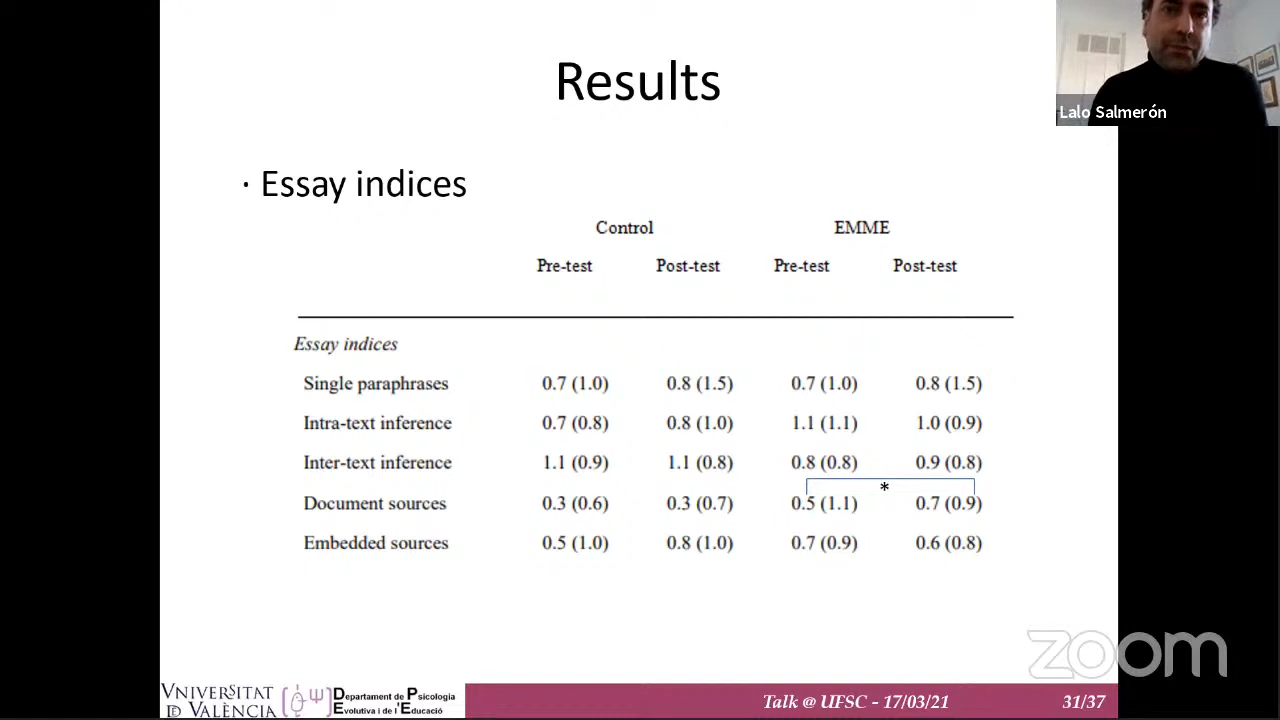 Results
Lalo Salmerón
· Essay indices
Control EMME
Pre-test Post-test Pre-test Post-test
Essay indices
Single paraphrases 0.7 (1.0) 0.8 (1.5) 0.7 (1.0) 0.8 (1.5)
Intra-text inference 0.7 (0.8) 0.8 (1.0) 1.1 (1.1) 1.0 (0.9)
Inter-text inference 1.1 (0.9) 1.1 (0.8) 0.8 (0.8) 0.9 (0.8)
*
Document sources 0.3 (0.6) 0.3 (0.7) 0.5 (1.1) 0.7 (0.9)
Embedded sources 0.5 (1.0) 0.8 (1.0) 0.7 (0.9) 0.6 (0.8)
zoom
VNIVERSITAT
D VALÈNCIA
Departament de Psicologia
Evolutiva i de l'Educació
Talk @ UFSC - 17/03/21
31/37